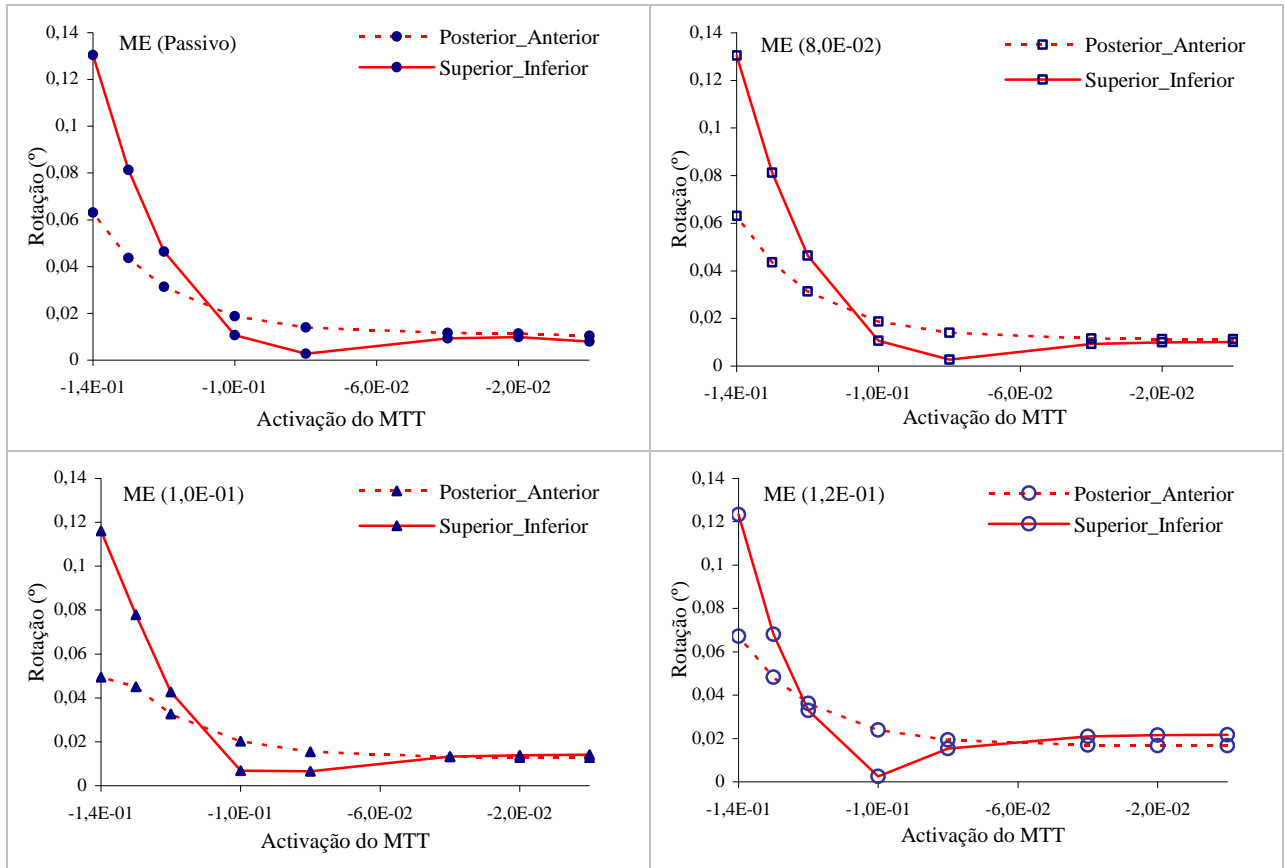 ME (Passivo)
Posterior_Anterior
Superior_Inferior
Rotação (º)
0,14
0,12
0,1
0,08
0,06
0,04
0,02
0
-1,4E-01 -1,0E-01 -6,0E-02 -2,0E-02
Activação do MTT
ME (8,0E-02)
Posterior_Anterior
Superior_Inferior
Rotação (º)
0,14
0,12
0,1
0,08
0,06
0,04
0,02
0
-1,4E-01 -1,0E-01 -6,0E-02 -2,0E-02
Activação do MTT
ME (1,0E-01)
Posterior_Anterior
Superior_Inferior
Rotação (º)
0,14
0,12
0,1
0,08
0,06
0,04
0,02
0
-1,4E-01 -1,0E-01 -6,0E-02 -2,0E-02
Activação do MTT
ME (1,2E-01)
Posterior_Anterior
Superior_Inferior
Rotação (º)
0,14
0,12
0,1
0,08
0,06
0,04
0,02
0
-1,4E-01 -1,0E-01 -6,0E-02 -2,0E-02
Activação do MTT